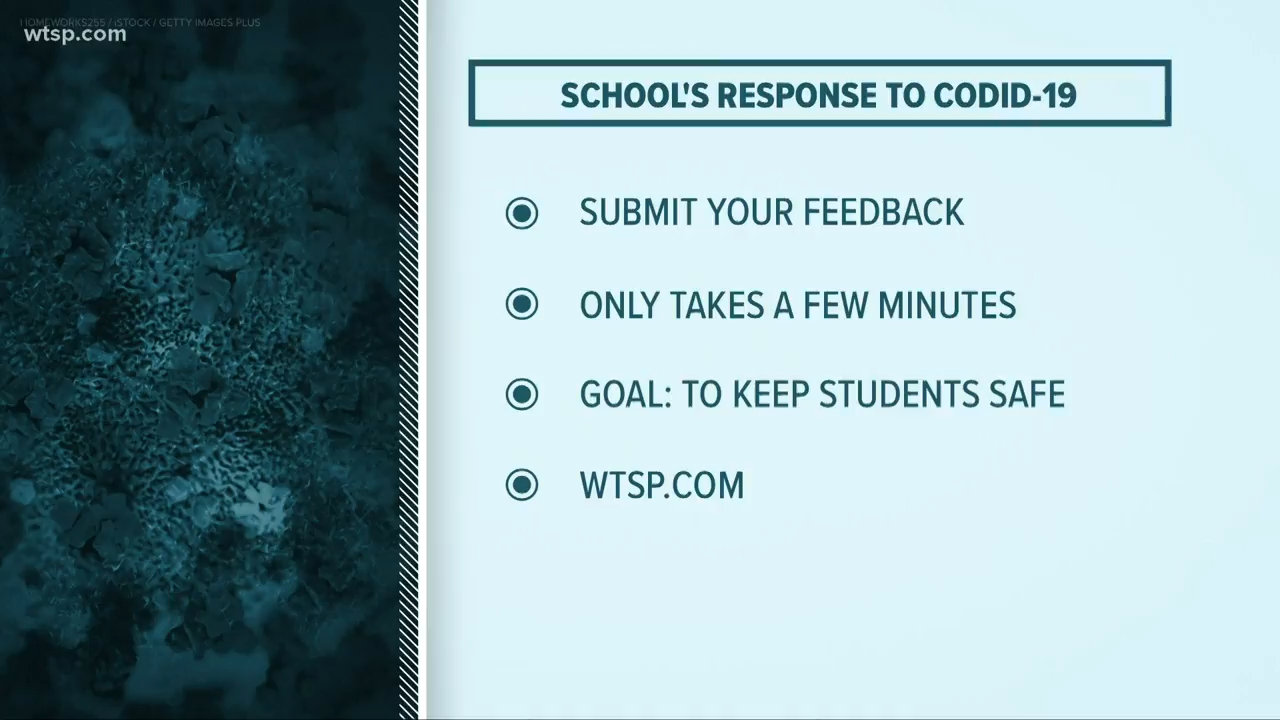 HOMEWORKS255 / iSTOCK / GETTY IMAGES PLUS
wtsp.com
SCHOOL'S RESPONSE TO CODID-19
SUBMIT YOUR FEEDBACK
ONLY TAKES A FEW MINUTES
GOAL: TO KEEP STUDENTS SAFE
WTSP.COM